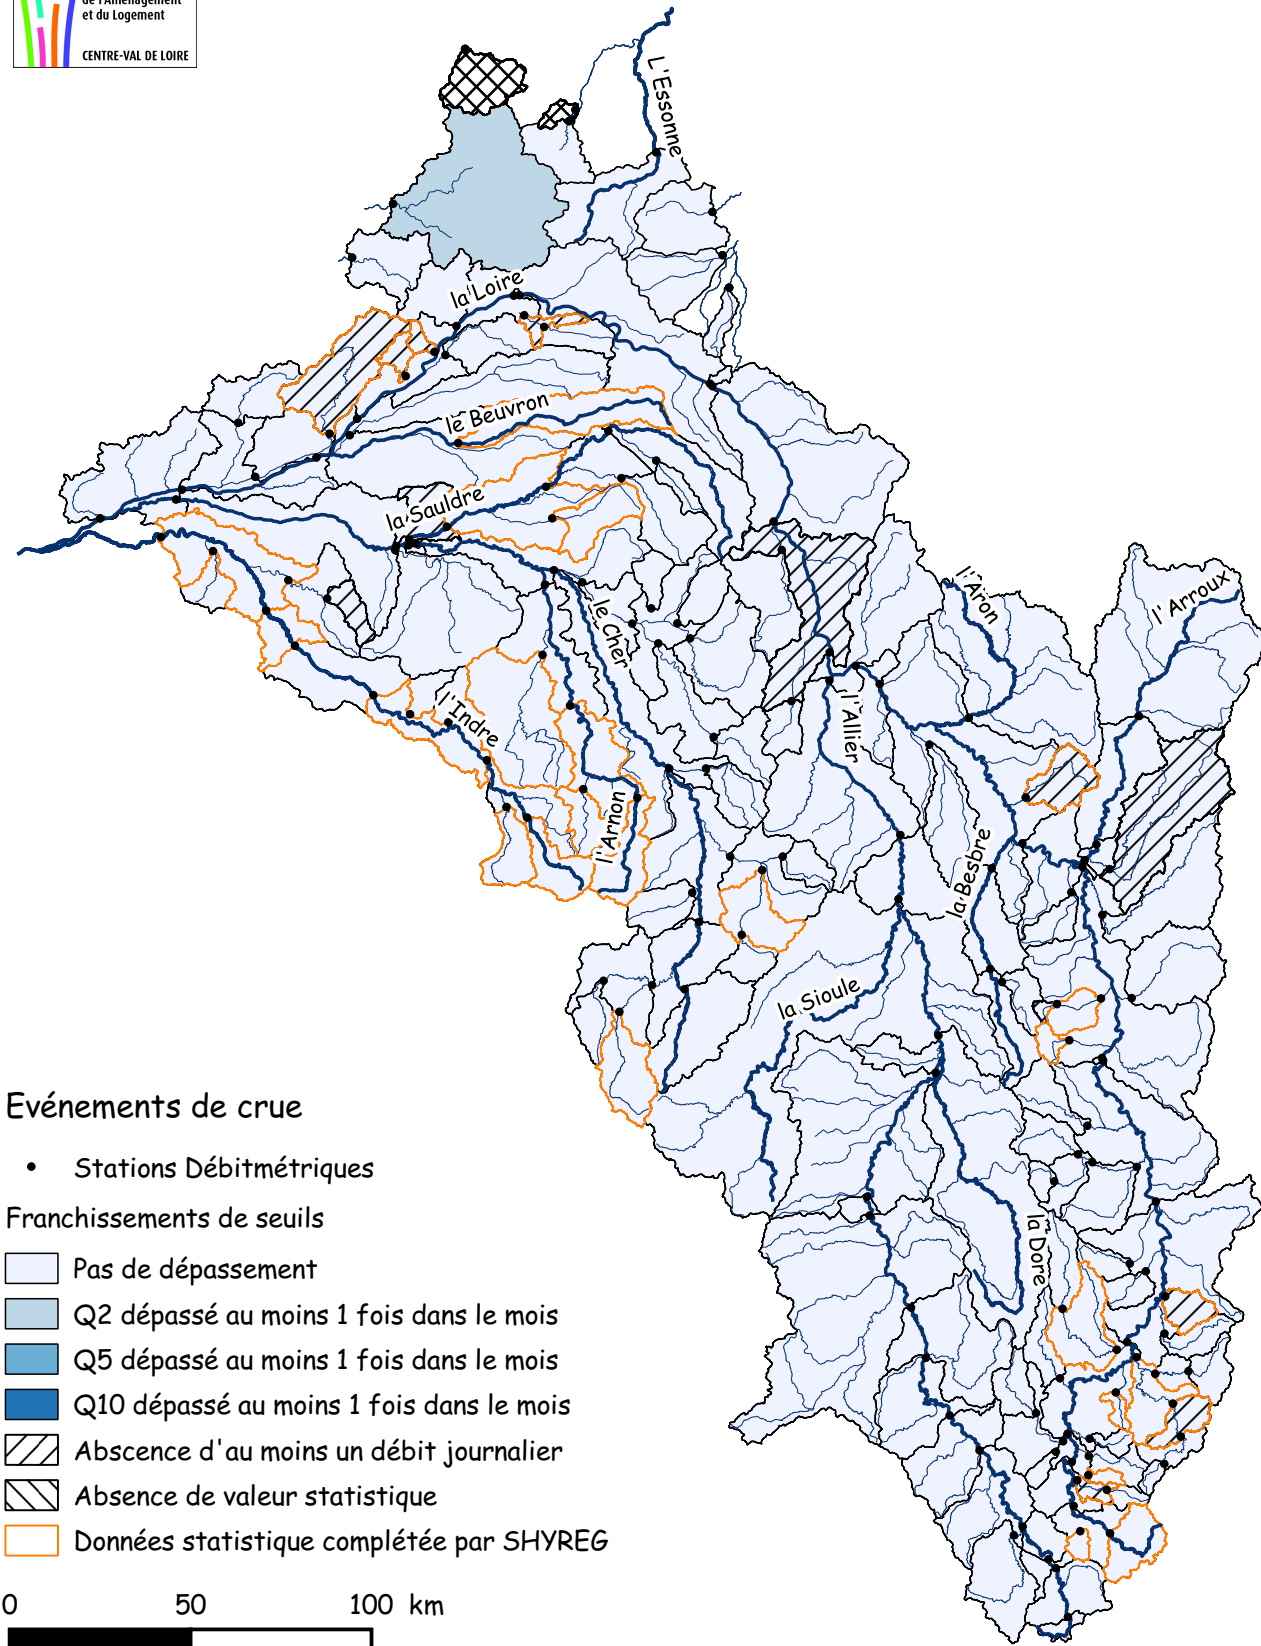 de l'Aménagement
et du Logement
CENTRE-VAL DE LOIRE
L'Essonne
la Loire
le Beuvron
la Sauldre
le Cher
l'Aron
l'Arroux
l'Indre
l'Allier
l'Arnon
la Besbre
la Sioule
la Dore
Evénements de crue
Stations Débitmétriques
Franchissements de seuils
Pas de dépassement
Q2 dépassé au moins 1 fois dans le mois
Q5 dépassé au moins 1 fois dans le mois
Q10 dépassé au moins 1 fois dans le mois
Abscence d'au moins un débit journalier
Absence de valeur statistique
Données statistique complétée par SHYREG
0 50 100 km